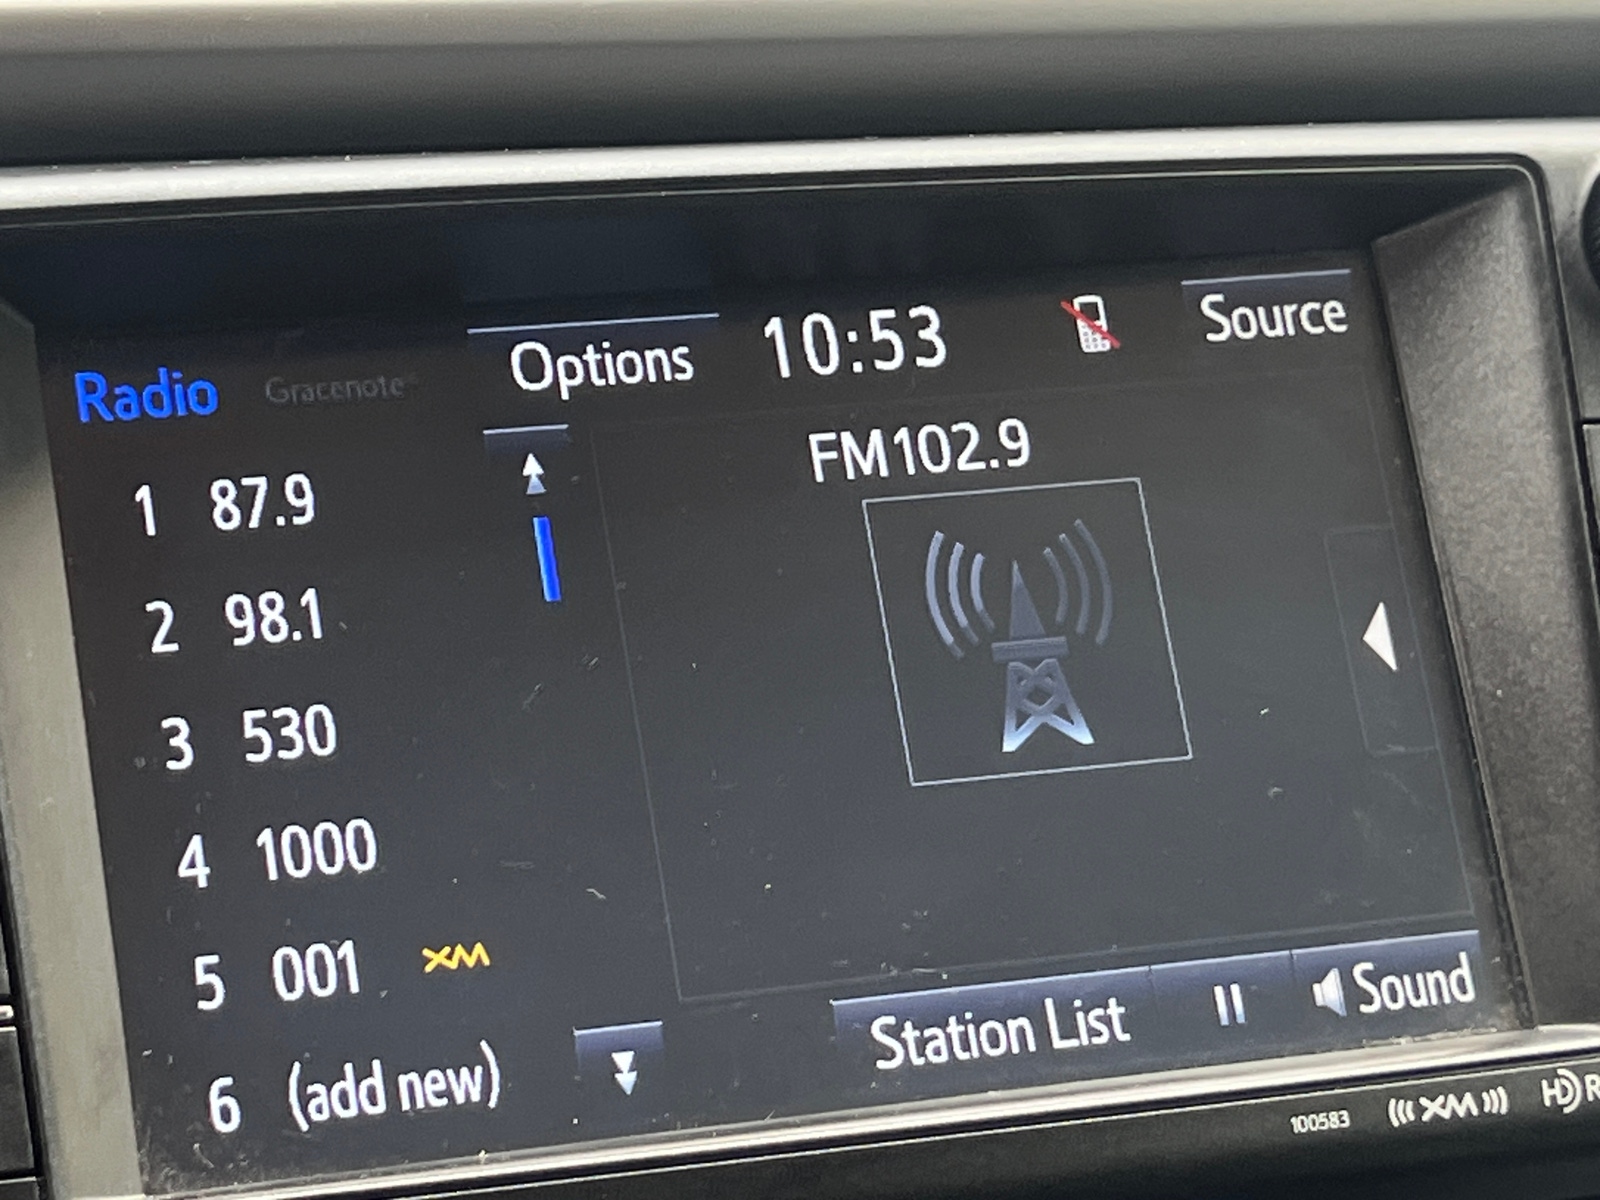 Radio Gracenote Options 10:53 Source
FM102.9
1 87.9
2 98.1
3 530
4 1000
5 001 XM
6 (add new)
Station List Sound
100583 XM HD R